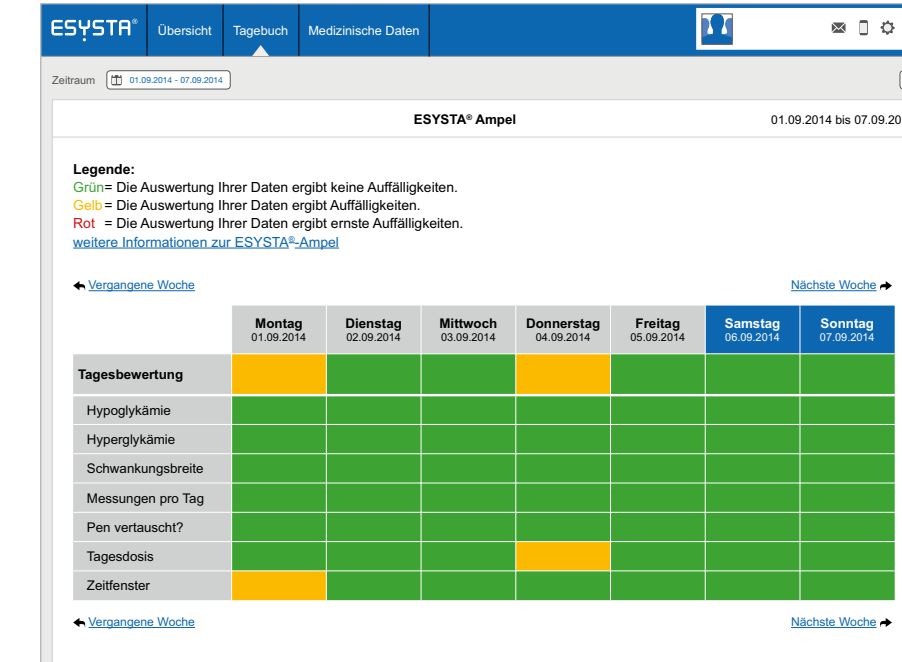 ESYSTA® Übersicht Tagebuch Medizinische Daten
Zeitraum 01.09.2014 - 07.09.2014
ESYSTA® Ampel 01.09.2014 bis 07.09.20
Legende:
Grün= Die Auswertung Ihrer Daten ergibt keine Auffälligkeiten.
Gelb= Die Auswertung Ihrer Daten ergibt Auffälligkeiten.
Rot = Die Auswertung Ihrer Daten ergibt ernste Auffälligkeiten.
weitere Informationen zur ESYSTA®-Ampel
Vergangene Woche Nächste Woche
Montag Dienstag Mittwoch Donnerstag Freitag Samstag Sonntag
01.09.2014 02.09.2014 03.09.2014 04.09.2014 05.09.2014 06.09.2014 07.09.2014
Tagesbewertung
Hypoglykämie
Hyperglykämie
Schwankungsbreite
Messungen pro Tag
Pen vertauscht?
Tagesdosis
Zeitfenster
Vergangene Woche Nächste Woche